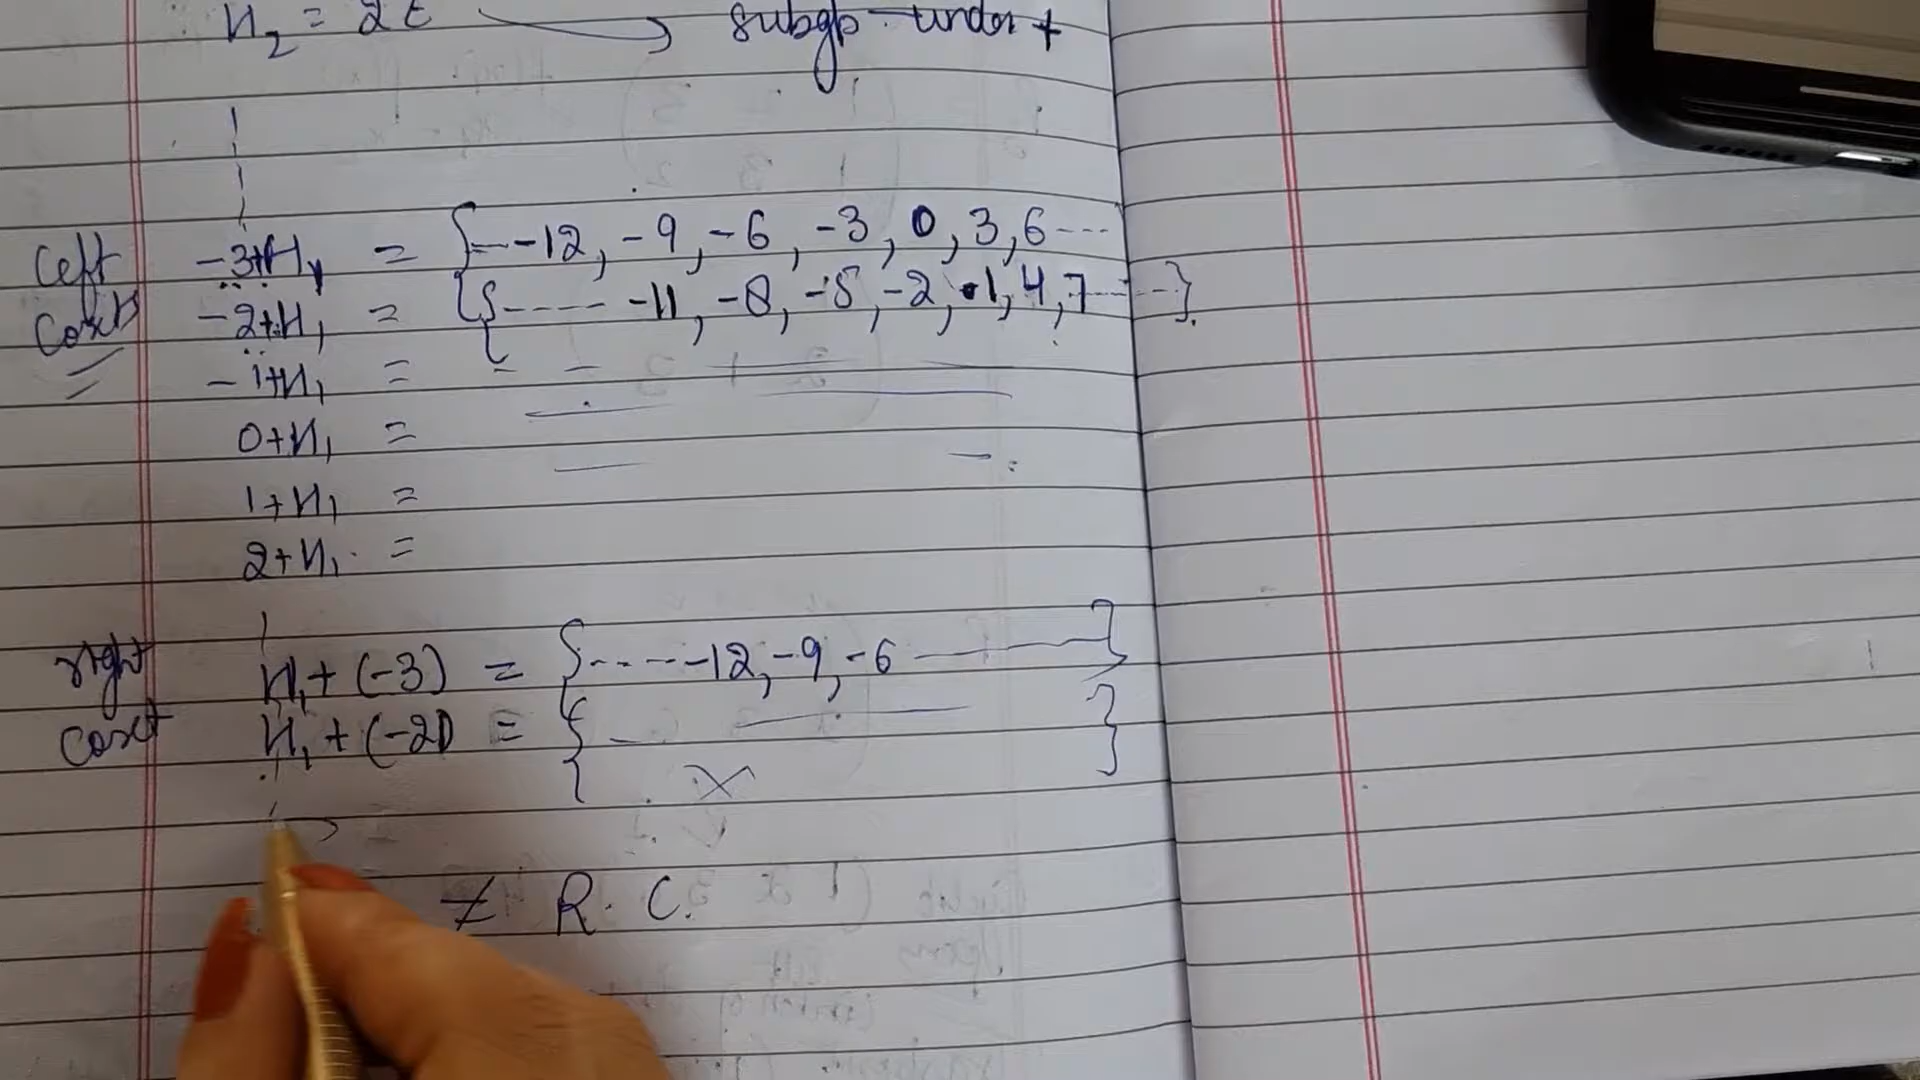 H₂ = 2Z subgp. under +
Left -3+H₁ = {---12, -9, -6, -3, 0, 3, 6---
Cosets -2+H₁ = {{---- -11, -8, -5, -2, 1, 4, 7----}
-1+H₁ =
0+H₁ =
1+H₁ =
2+H₁ =
right H₁+(-3) = {-----12, -9, -6 }
Coset H₁+(-2) = { }
≠ R. C.